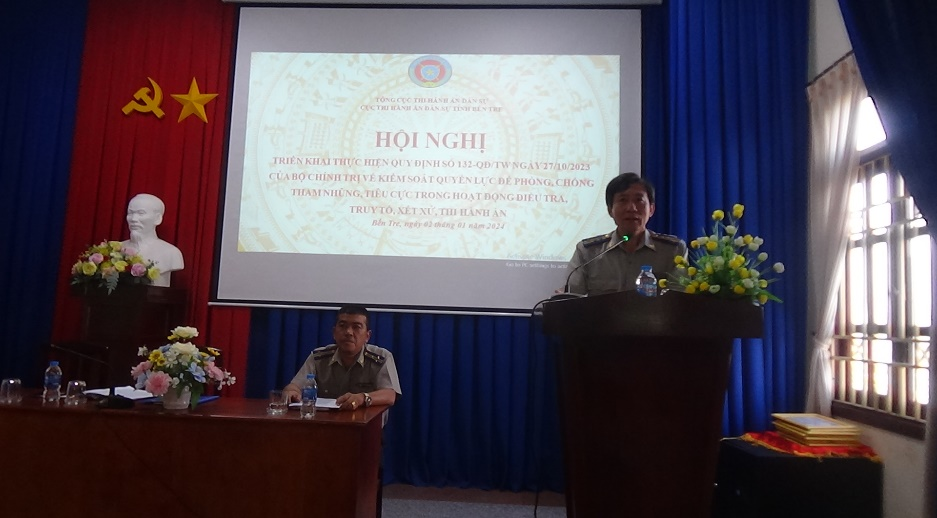 TỔNG CỤC THI HÀNH ÁN DÂN SỰ
CỤC THI HÀNH ÁN DÂN SỰ TỈNH BẾN TRE
HỘI NGHỊ
TRIỂN KHAI THỰC HIỆN QUY ĐỊNH SỐ 132-QĐ/TW NGÀY 27/10/2023
CỦA BỘ CHÍNH TRỊ VỀ KIỂM SOÁT QUYỀN LỰC ĐỂ PHÒNG, CHỐNG
THAM NHŨNG, TIÊU CỰC TRONG HOẠT ĐỘNG ĐIỀU TRA,
TRUY TỐ, XÉT XỬ, THI HÀNH ÁN
Bến Tre, ngày 02 tháng 01 năm 2024